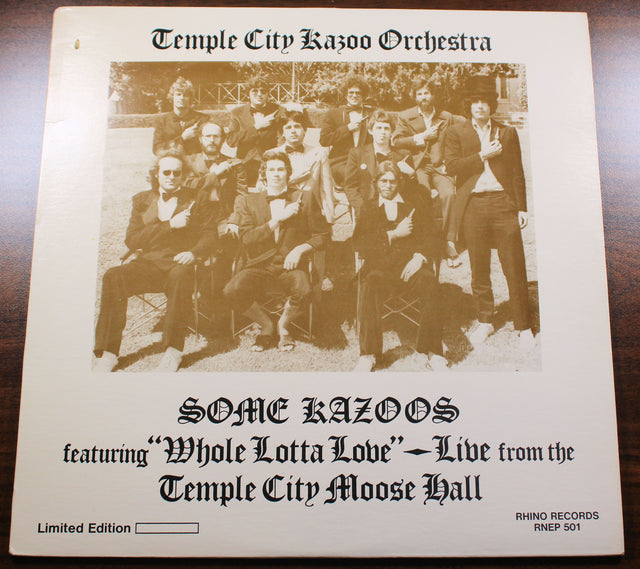 Temple City Kazoo Orchestra
SOME KAZOOS
featuring "Whole Lotta Love" – Live from the
Temple City Moose Hall
Limited Edition
RHINO RECORDS
RNEP 501